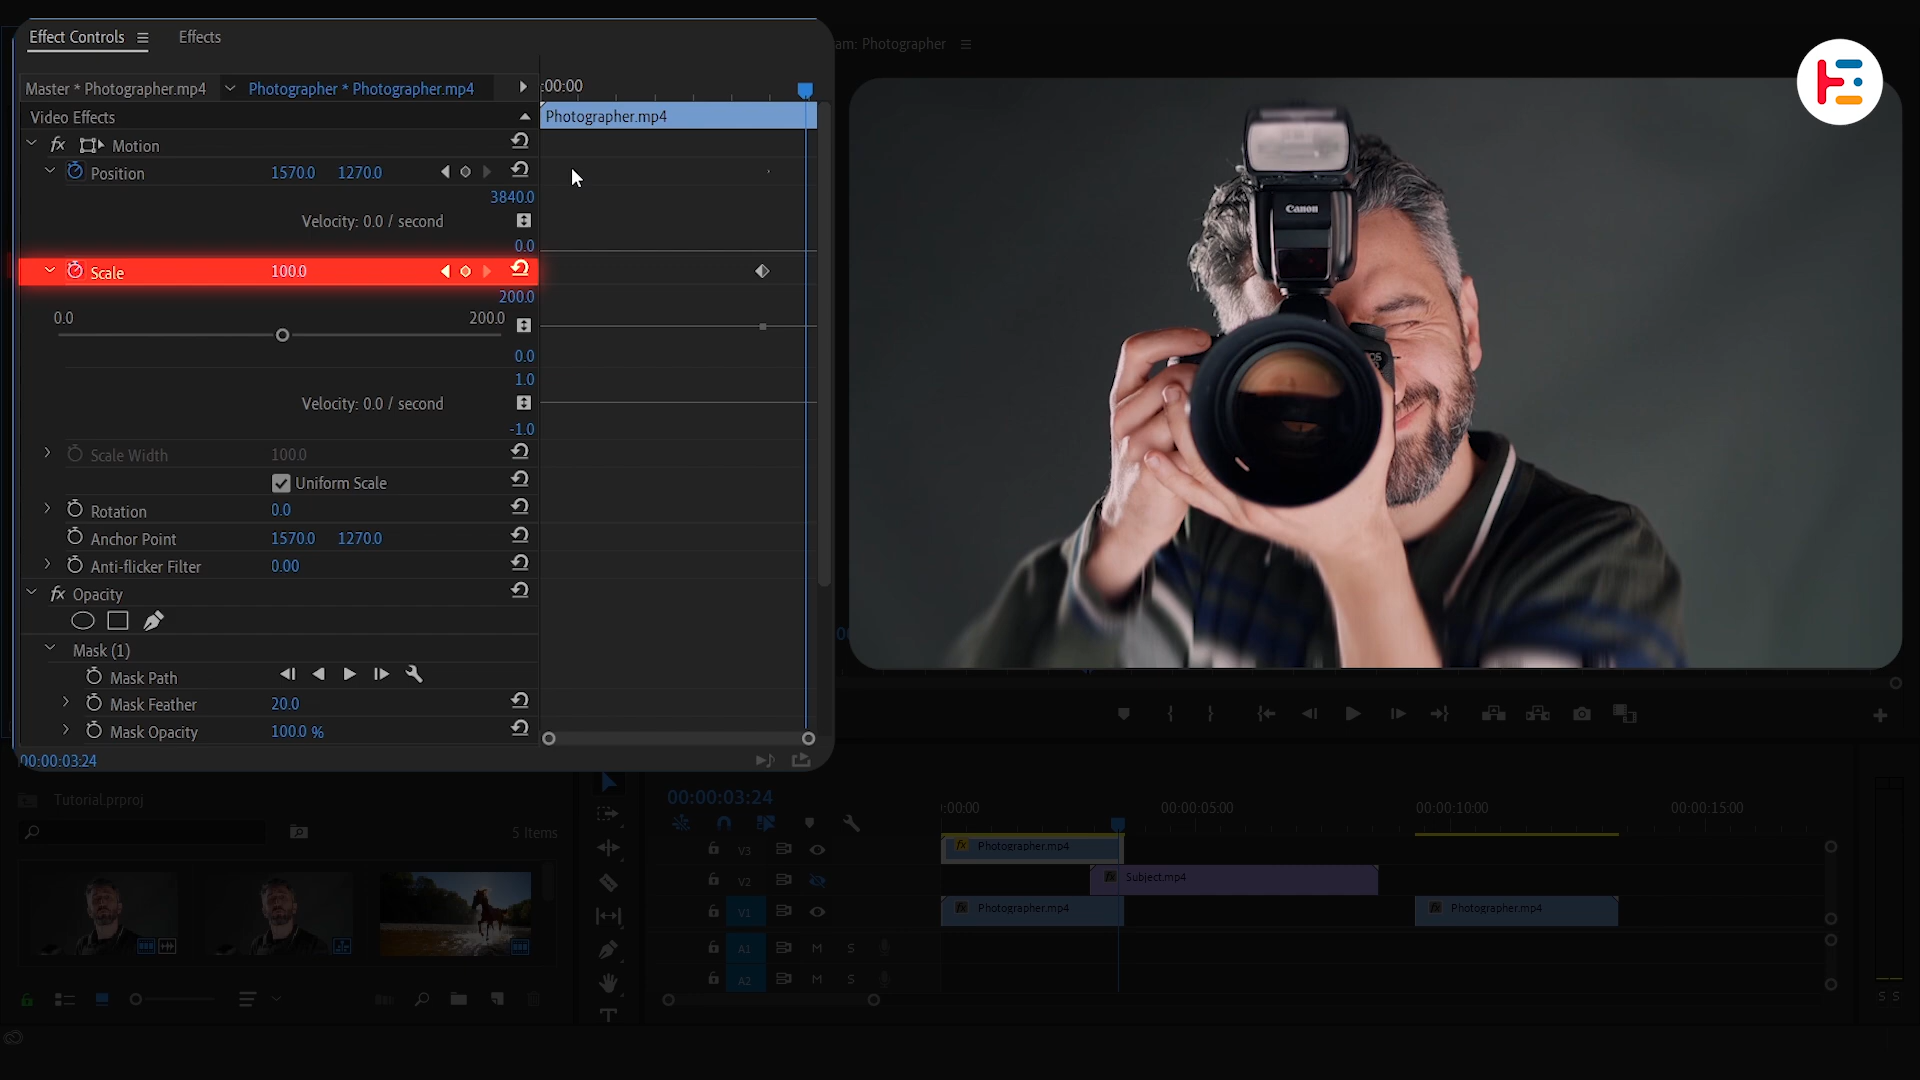 Effect Controls
Effects
am: Photographer
Master * Photographer.mp4
Photographer * Photographer.mp4
:00:00
Video Effects
Photographer.mp4
fx Motion
Position 1570.0 1270.0
3840.0
Velocity: 0.0 / second
0.0
Scale 100.0
200.0
0.0 200.0
0.0
1.0
Velocity: 0.0 / second
-1.0
Scale Width 100.0
Uniform Scale
Rotation 0.0
Anchor Point 1570.0 1270.0
Anti-flicker Filter 0.00
fx Opacity
Mask (1)
Mask Path
Mask Feather 20.0
Mask Opacity 100.0 %
00:00:03:24
Canon
Tutorial.prproj
5 Items
00:00:03:24
:00:00 00:00:05:00 00:00:10:00 00:00:15:00
V3 fx Photographer.mp4
V2 fx Subject.mp4
V1 fx Photographer.mp4 fx Photographer.mp4
A1 M S
A2 M S
S S